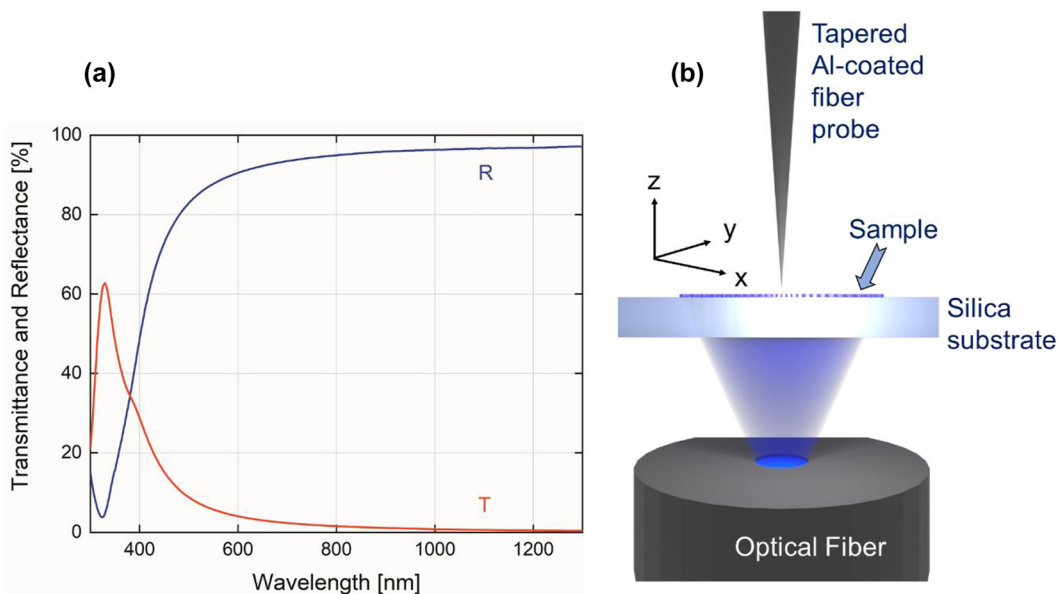 (a)
Transmittance and Reflectance [%]
100
80
60
40
20
0
R
T
400
600
800
1000
1200
Wavelength [nm]
(b)
Tapered
Al-coated
fiber
probe
z
y
x
Sample
Silica
substrate
Optical Fiber